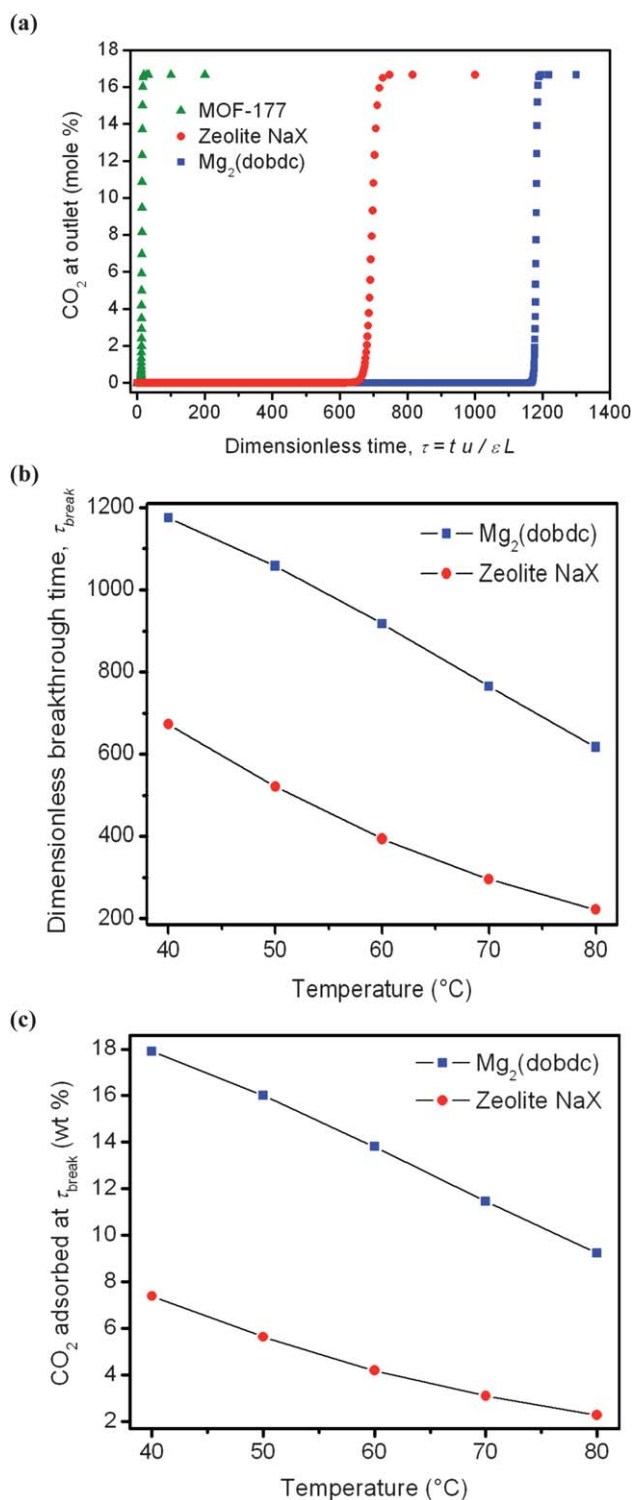 (a)
18
16
14
12
10
8
6
4
2
0
CO₂ at outlet (mole %)
MOF-177
Zeolite NaX
Mg₂(dobdc)
0 200 400 600 800 1000 1200 1400
Dimensionless time, τ = t u / εL
(b)
1200
1000
800
600
400
200
Dimensionless breakthrough time, τ_break
Mg₂(dobdc)
Zeolite NaX
40 50 60 70 80
Temperature (°C)
(c)
18
16
14
12
10
8
6
4
2
CO₂ adsorbed at τ_break (wt %)
Mg₂(dobdc)
Zeolite NaX
40 50 60 70 80
Temperature (°C)